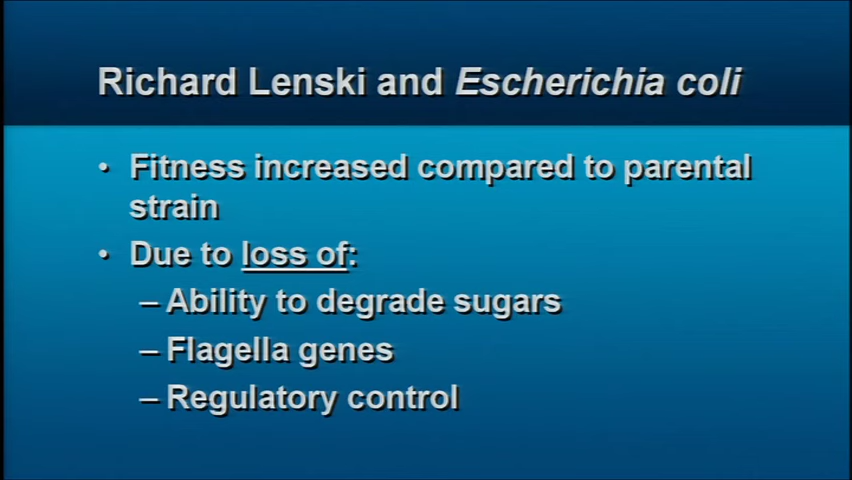 Richard Lenski and Escherichia coli
• Fitness increased compared to parental
strain
• Due to loss of:
– Ability to degrade sugars
– Flagella genes
– Regulatory control